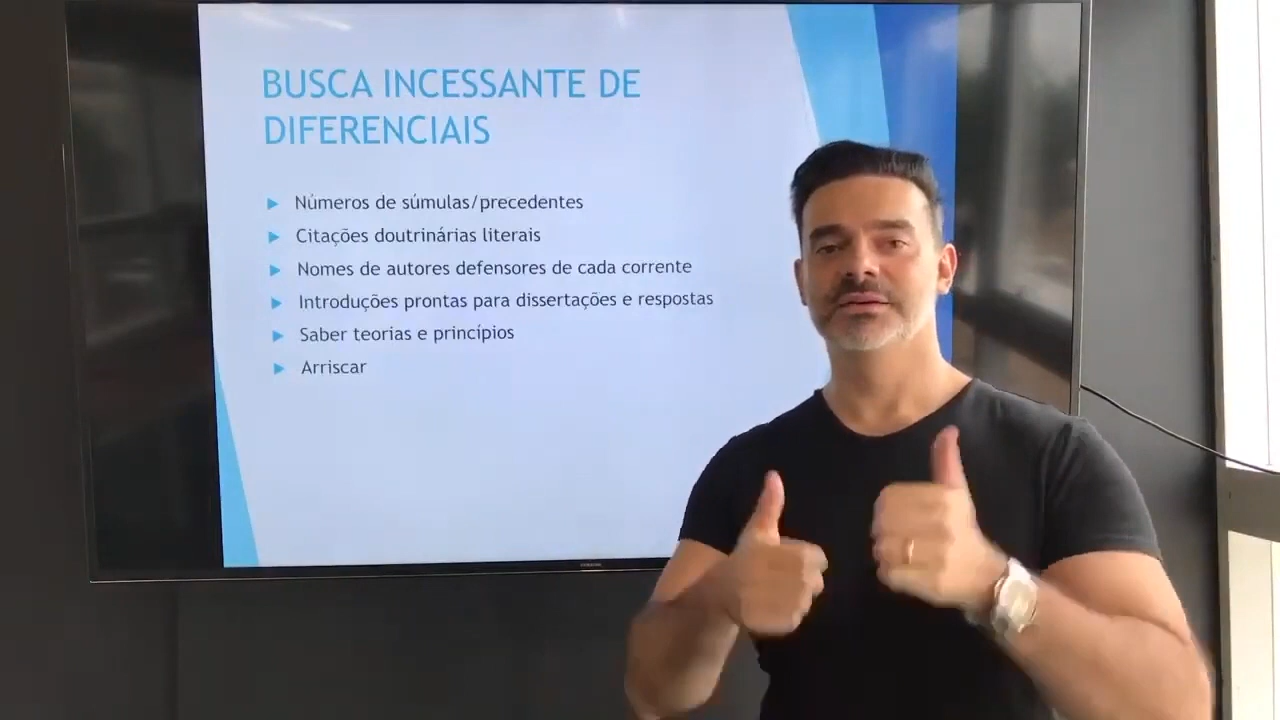 BUSCA INCESSANTE DE
DIFERENCIAIS
Números de súmulas/precedentes
Citações doutrinárias literais
Nomes de autores defensores de cada corrente
Introduções prontas para dissertações e respostas
Saber teorias e princípios
Arriscar